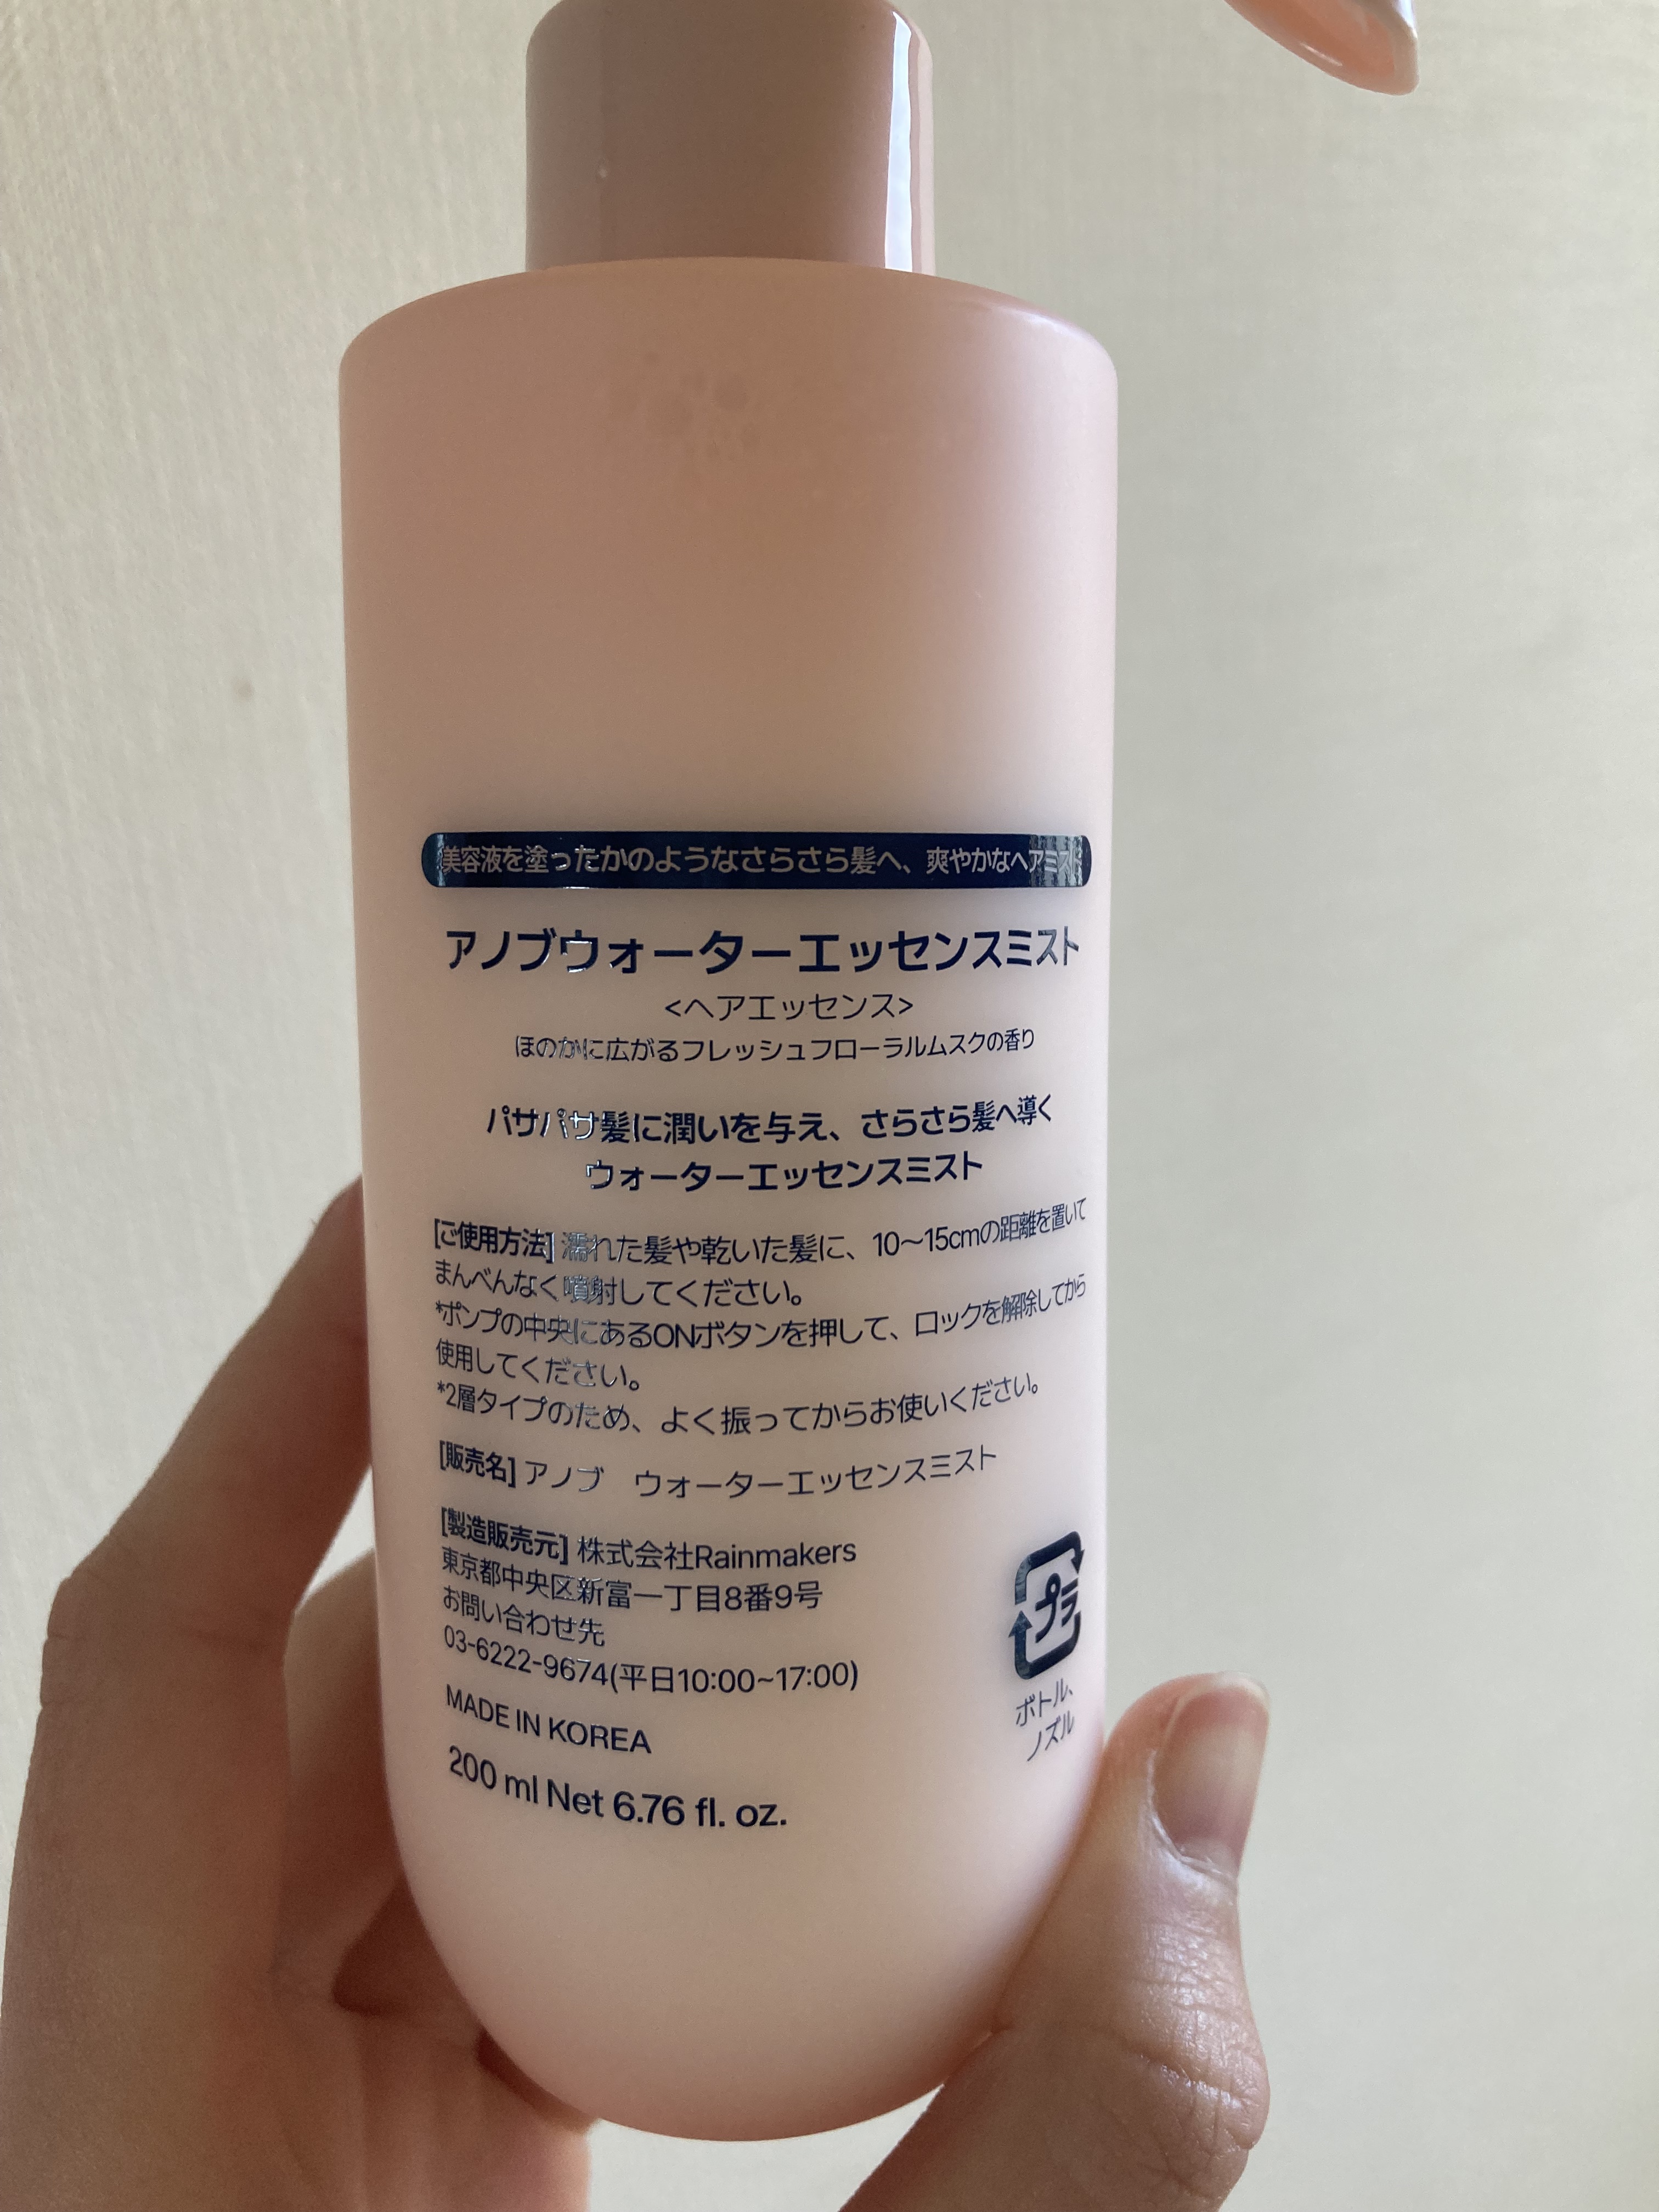 美容液を塗ったかのようなさらさら髪へ、爽やかなヘアミスト
アノブウォーターエッセンスミスト
<ヘアエッセンス>
ほのかに広がるフレッシュフローラルムスクの香り
パサパサ髪に潤いを与え、さらさら髪へ導く
ウォーターエッセンスミスト
[ご使用方法] 濡れた髪や乾いた髪に、10〜15cmの距離を置いて
まんべんなく噴射してください。
*ポンプの中央にあるONボタンを押して、ロックを解除してから
使用してください。
*2層タイプのため、よく振ってからお使いください。
[販売名] アノブ　ウォーターエッセンスミスト
[製造販売元] 株式会社Rainmakers
東京都中央区新富一丁目8番9号
お問い合わせ先
03-6222-9674(平日10:00~17:00)
MADE IN KOREA
200 ml Net 6.76 fl. oz.
プラ
ボトル、
ノズル